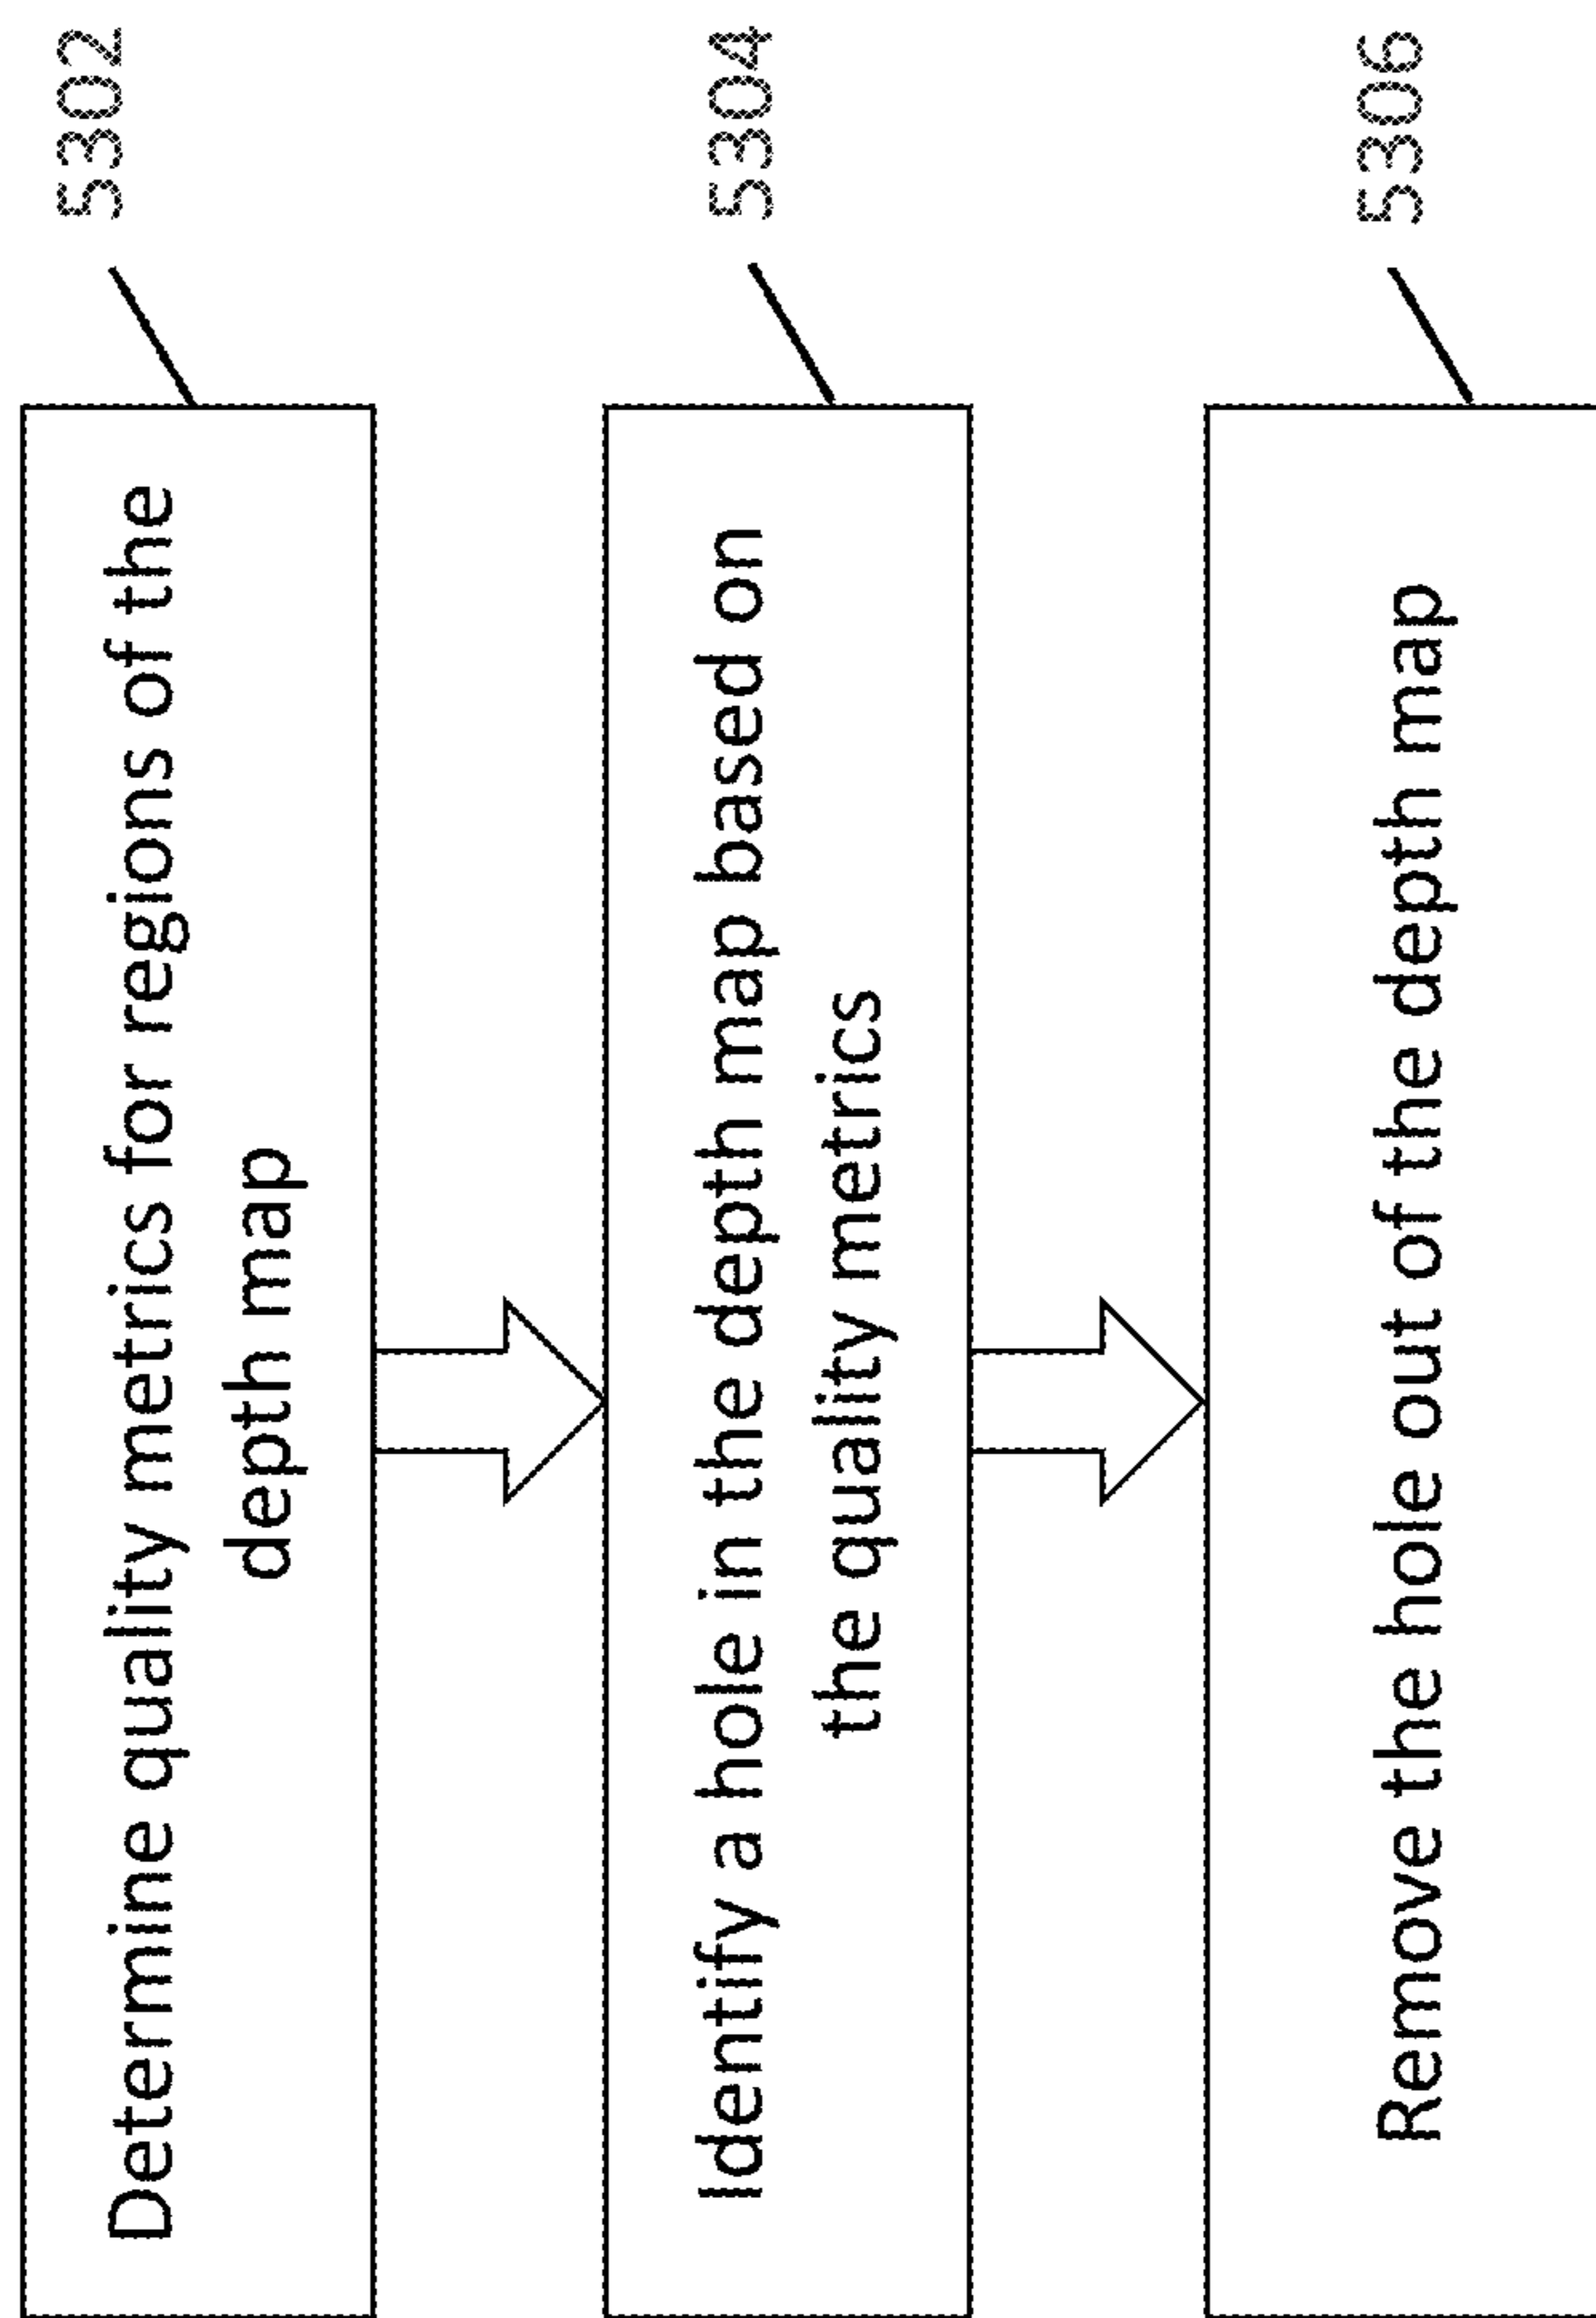 Determine quality metrics for regions of the
depth map
5302
Identify a hole in the depth map based on
the quality metrics
5304
Remove the hole out of the depth map
5306